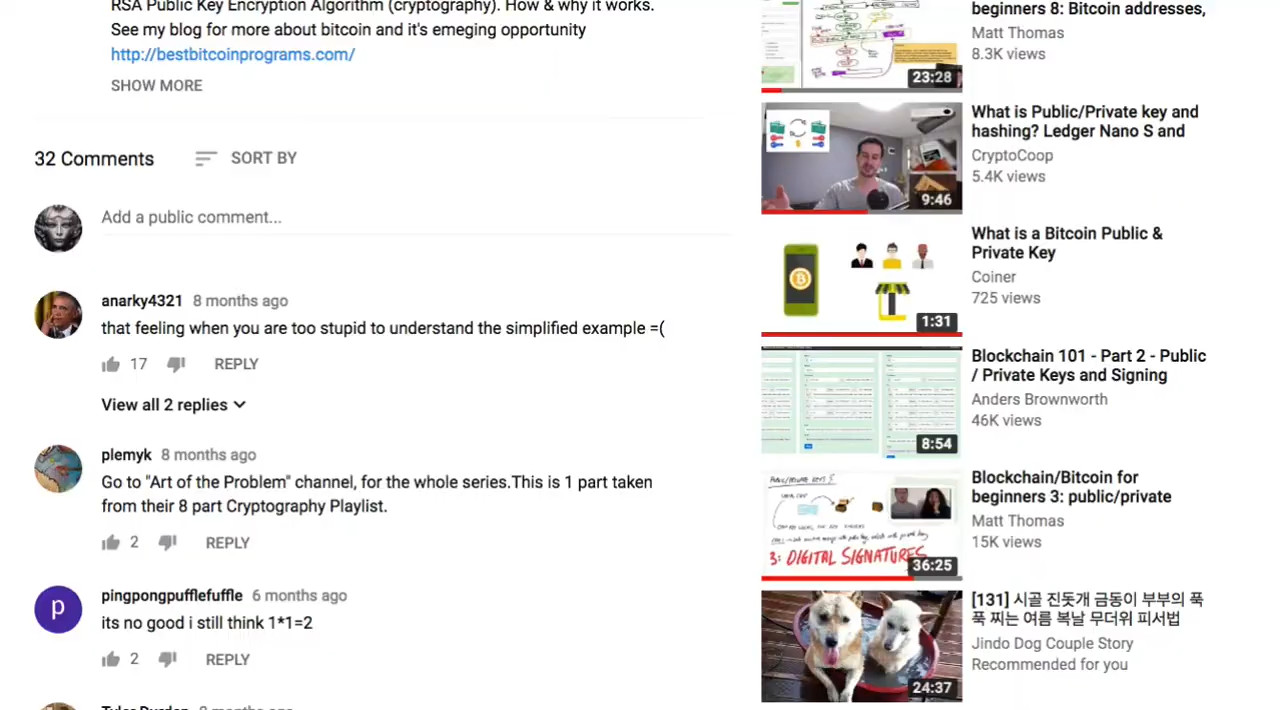 RSA Public Key Encryption Algorithm (cryptography). How & why it works.
See my blog for more about bitcoin and it's emeging opportunity
http://bestbitcoinprograms.com/
SHOW MORE
32 Comments
SORT BY
Add a public comment...
anarky4321 8 months ago
that feeling when you are too stupid to understand the simplified example =(
17 REPLY
View all 2 replies
plemyk 8 months ago
Go to "Art of the Problem" channel, for the whole series.This is 1 part taken
from their 8 part Cryptography Playlist.
2 REPLY
p
pingpongpufflefuffle 6 months ago
its no good i still think 1*1=2
2 REPLY
beginners 8: Bitcoin addresses,
Matt Thomas
8.3K views
23:28
What is Public/Private key and
hashing? Ledger Nano S and
CryptoCoop
5.4K views
9:46
What is a Bitcoin Public &
Private Key
Coiner
725 views
1:31
Blockchain 101 - Part 2 - Public
/ Private Keys and Signing
Anders Brownworth
46K views
8:54
Blockchain/Bitcoin for
beginners 3: public/private
Matt Thomas
15K views
PUBLIC/PRIVATE KEYS
3: DIGITAL SIGNATURES
36:25
[131] 시골 진돗개 금동이 부부의 푹
푹 찌는 여름 복날 무더위 피서법
Jindo Dog Couple Story
Recommended for you
24:37